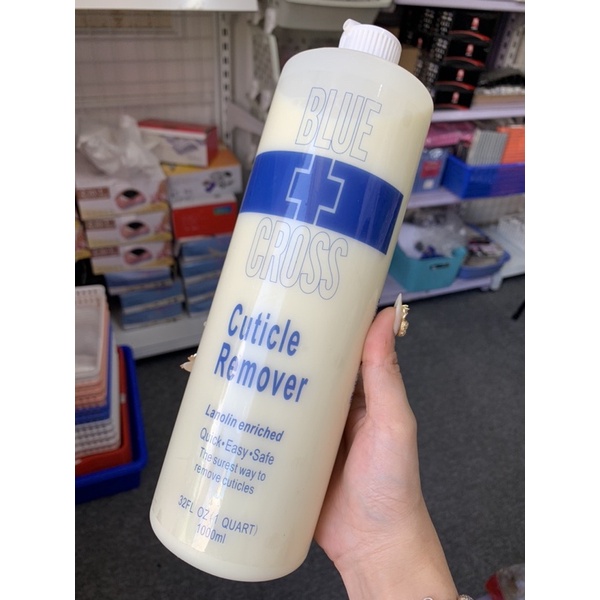 BLUE
CROSS
Cuticle
Remover
Lanolin enriched
Quick•Easy•Safe
The surest way to
remove cuticles
32FL OZ(1 QUART)
1000ml